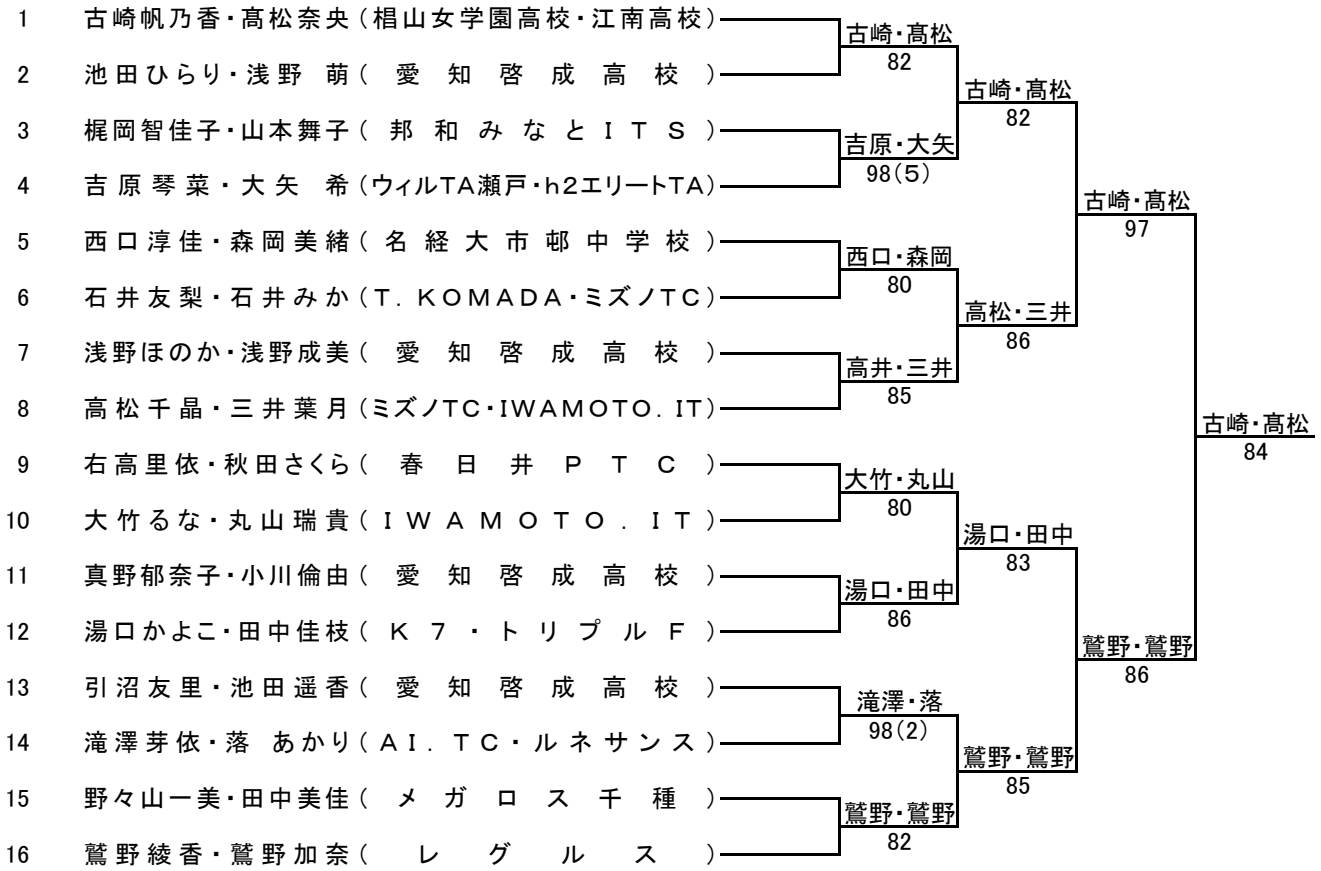 1 古崎帆乃香・髙松奈央(椙山女学園高校・江南高校)
2 池田ひらり・浅野 萌(愛知啓成高校)
3 梶岡智佳子・山本舞子(邦和みなとITS)
4 吉原琴菜・大矢 希(ウィルTA瀬戸・h2エリートTA)
5 西口淳佳・森岡美緒(名経大市邨中学校)
6 石井友梨・石井みか(T.KOMADA・ミズノTC)
7 浅野ほのか・浅野成美(愛知啓成高校)
8 高松千晶・三井葉月(ミズノTC・IWAMOTO.IT)
9 右高里依・秋田さくら(春日井PTC)
10 大竹るな・丸山瑞貴(IWAMOTO.IT)
11 真野郁奈子・小川倫由(愛知啓成高校)
12 湯口かよこ・田中佳枝(K7・トリプルF)
13 引沼友里・池田遥香(愛知啓成高校)
14 滝澤芽依・落 あかり(AI.TC・ルネサンス)
15 野々山一美・田中美佳(メガロス千種)
16 鷲野綾香・鷲野加奈(レグルス)
古崎・髙松
82
吉原・大矢
98(5)
西口・森岡
80
高井・三井
85
大竹・丸山
80
湯口・田中
86
滝澤・落
98(2)
鷲野・鷲野
82
古崎・髙松
82
高松・三井
86
湯口・田中
83
鷲野・鷲野
85
古崎・髙松
97
鷲野・鷲野
86
古崎・髙松
84